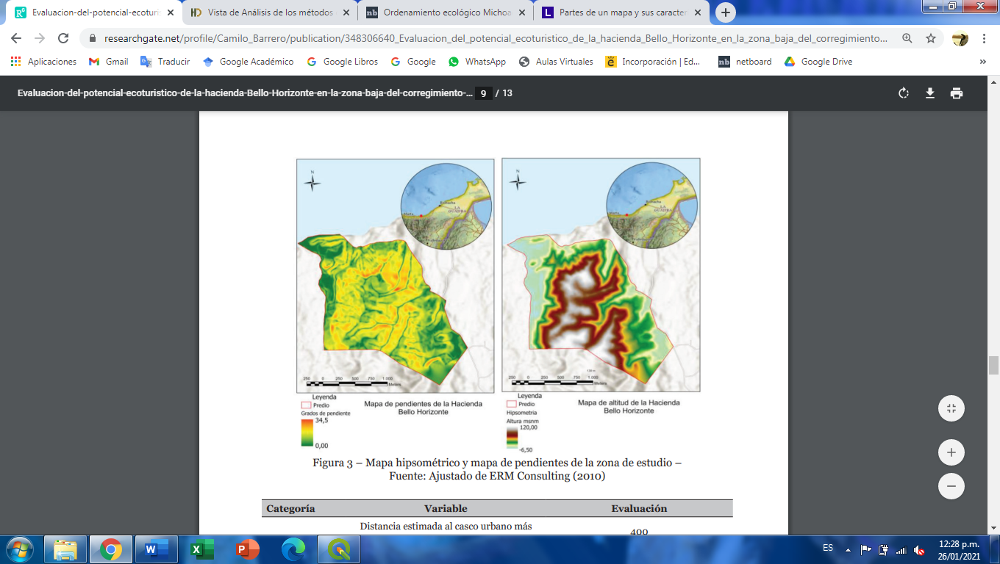 Evaluacion-del-potencial-ecoturis
Vista de Análisis de los métodos
Ordenamiento ecológico Michoa
Partes de un mapa y sus caracter
researchgate.net/profile/Camilo_Barrero/publication/348306640_Evaluacion_del_potencial_ecoturistico_de_la_hacienda_Bello_Horizonte_en_la_zona_baja_del_corregimiento...
Aplicaciones
Gmail
Traducir
Google Académico
Google Libros
Google
WhatsApp
Aulas Virtuales
Incorporación | Ed...
netboard
Google Drive
»
Evaluacion-del-potencial-ecoturistico-de-la-hacienda-Bello-Horizonte-en-la-zona-baja-del-corregimiento-...
9 / 13
N
LA GUAJIRA
250 0 250 500 750 1.000
Meters
Leyenda
Predio
Grados de pendiente
34,5
0,00
Mapa de pendientes de la Hacienda
Bello Horizonte
N
LA GUAJIRA
250 0 250 500 750 1.000
Meters
Leyenda
Predio
Hipsometria
Altura msnm
120,00
-6,50
Mapa de altitud de la Hacienda
Bello Horizonte
Figura 3 – Mapa hipsométrico y mapa de pendientes de la zona de estudio –
Fuente: Ajustado de ERM Consulting (2010)
Categoría Variable Evaluación
Distancia estimada al casco urbano más
400
ES
12:28 p.m.
26/01/2021